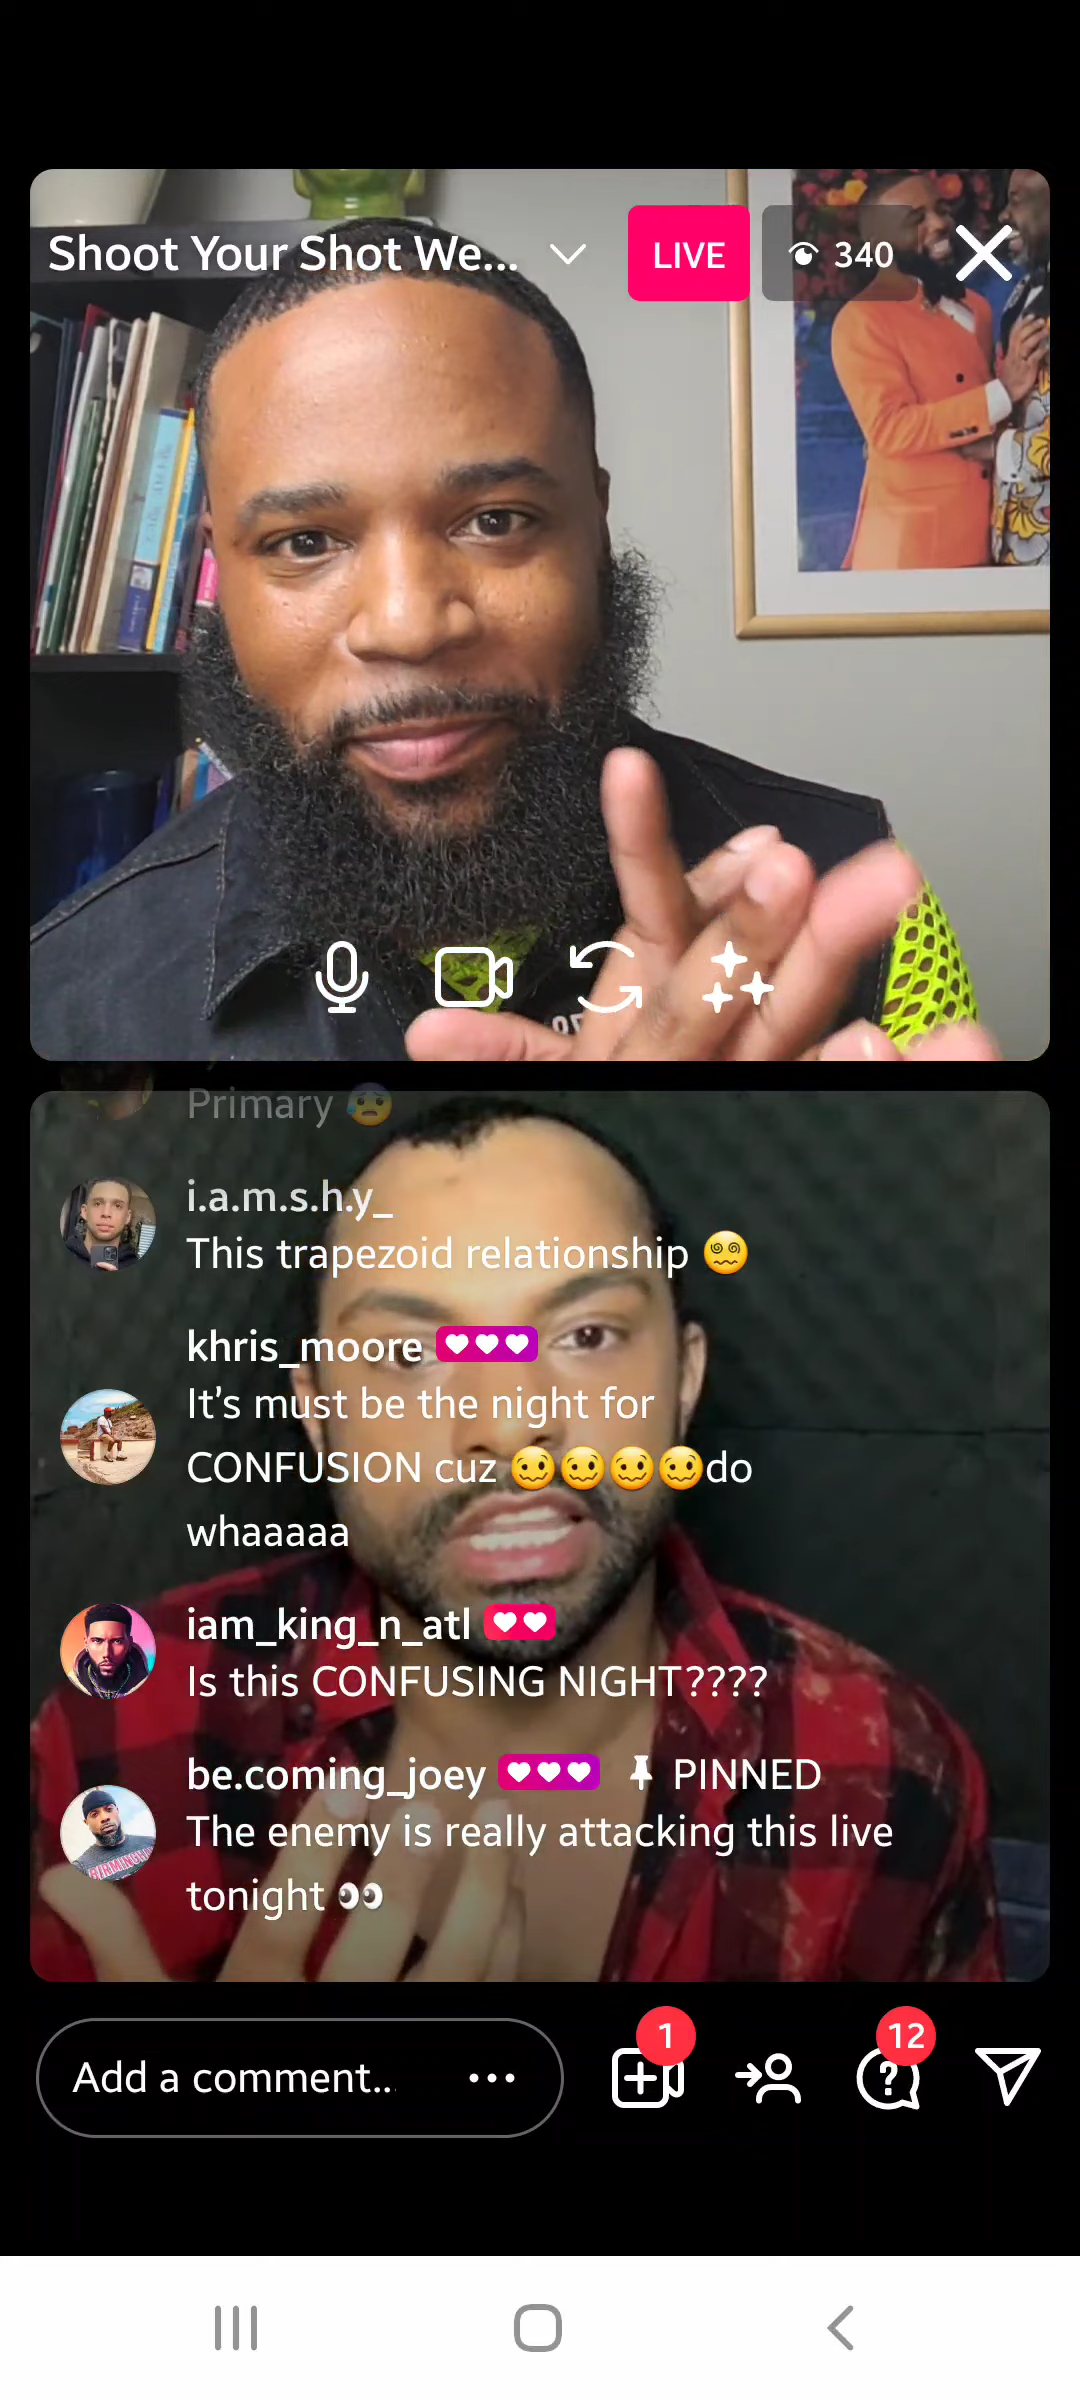 Shoot Your Shot We...
LIVE
340
Primary 😰
i.a.m.s.h.y_
This trapezoid relationship 😵‍💫
khris_moore
It's must be the night for
CONFUSION cuz 🥴🥴🥴🥴do
whaaaaa
iam_king_n_atl
Is this CONFUSING NIGHT????
be.coming_joey PINNED
The enemy is really attacking this live
tonight 👀
BIRMINGHA
Add a comment...
1
12